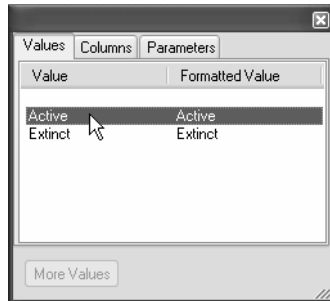 Values Columns Parameters
Value Formatted Value
Active Active
Extinct Extinct
More Values